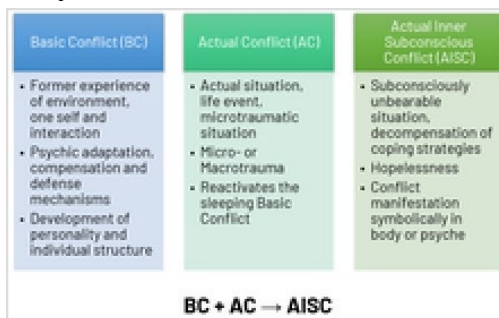 Basic Conflict (BC)
• Former experience
of environment,
one self and
interaction
• Psychic adaptation,
compensation and
defense
mechanisms
• Development of
personality and
individual structure
Actual Conflict (AC)
• Actual situation,
life event,
microtraumatic
situation
• Micro- or
Macrotrauma
• Reactivates the
sleeping Basic
Conflict
Actual Inner
Subconscious
Conflict (AISC)
• Subconsciously
unbearable
situation,
decompensation of
coping strategies
• Hopelessness
• Conflict
manifestation
symbolically in
body or psyche
BC + AC → AISC